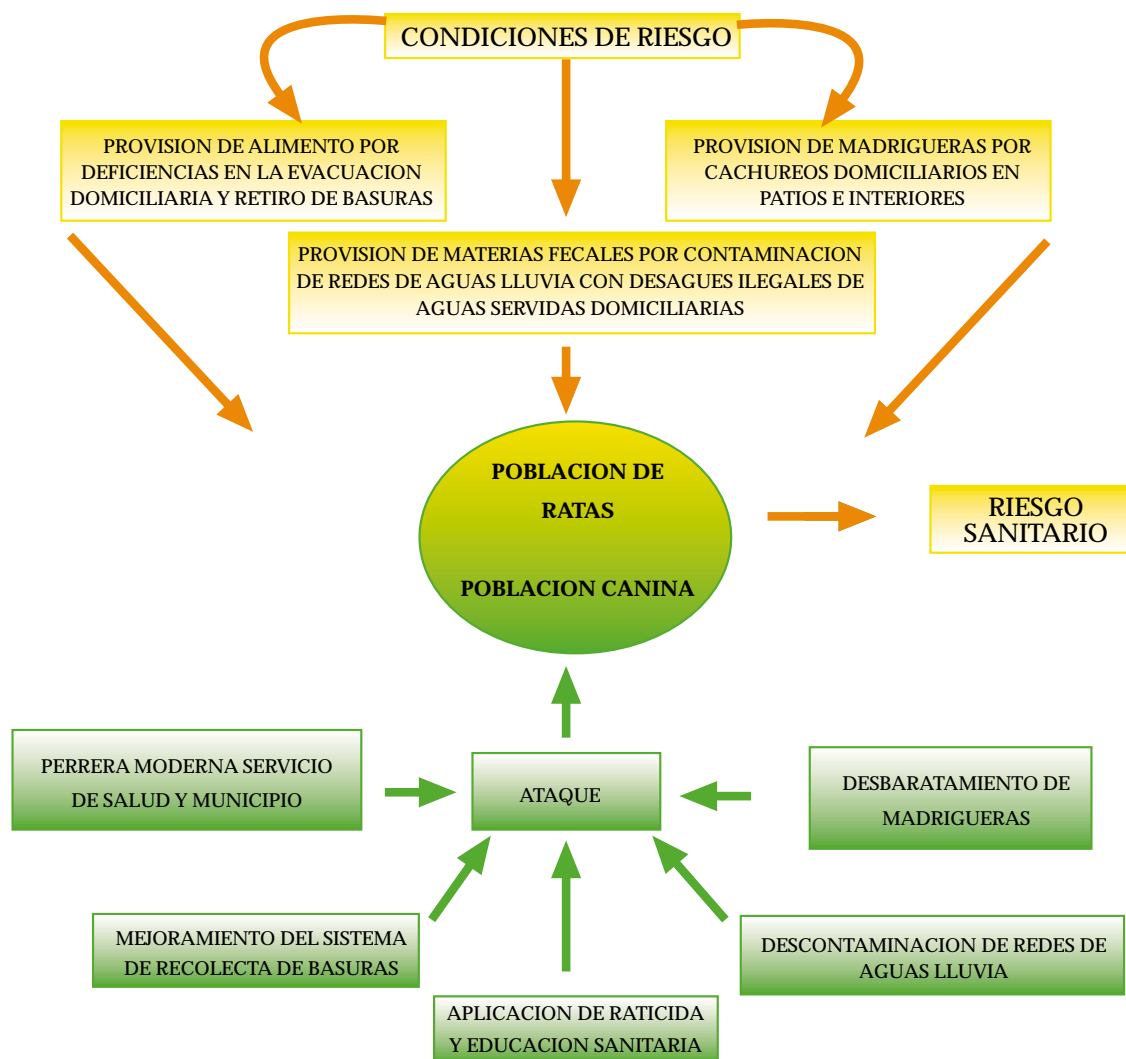 CONDICIONES DE RIESGO
PROVISION DE ALIMENTO POR
DEFICIENCIAS EN LA EVACUACION
DOMICILIARIA Y RETIRO DE BASURAS
PROVISION DE MADRIGUERAS POR
CACHUREOS DOMICILIARIOS EN
PATIOS E INTERIORES
PROVISION DE MATERIAS FECALES POR CONTAMINACION
DE REDES DE AGUAS LLUVIA CON DESAGUES ILEGALES DE
AGUAS SERVIDAS DOMICILIARIAS
POBLACION DE
RATAS
POBLACION CANINA
RIESGO
SANITARIO
PERRERA MODERNA SERVICIO
DE SALUD Y MUNICIPIO
ATAQUE
DESBARATAMIENTO DE
MADRIGUERAS
MEJORAMIENTO DEL SISTEMA
DE RECOLECTA DE BASURAS
DESCONTAMINACION DE REDES DE
AGUAS LLUVIA
APLICACION DE RATICIDA
Y EDUCACION SANITARIA